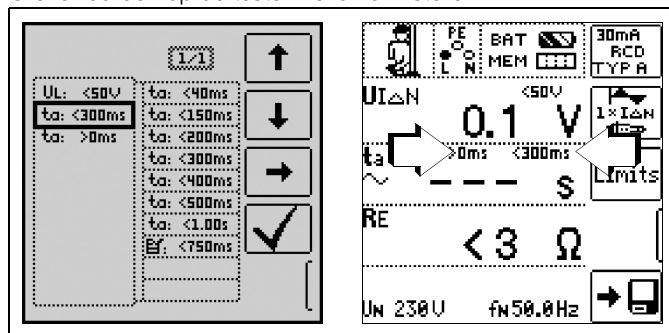 (1/1)
UL: <50V
ta: <300ms
ta: >0ms
ta: <40ms
ta: <150ms
ta: <200ms
ta: <300ms
ta: <400ms
ta: <500ms
ta: <1.00s
: <750ms
PE
L N
BAT
MEM
30mA
RCD
TYP A
UI△N
<50V
0.1 V
1×I△N
ta
>0ms <300ms
~ – – – s
Limits
RE
<3 Ω
UN 230V fN50.0Hz